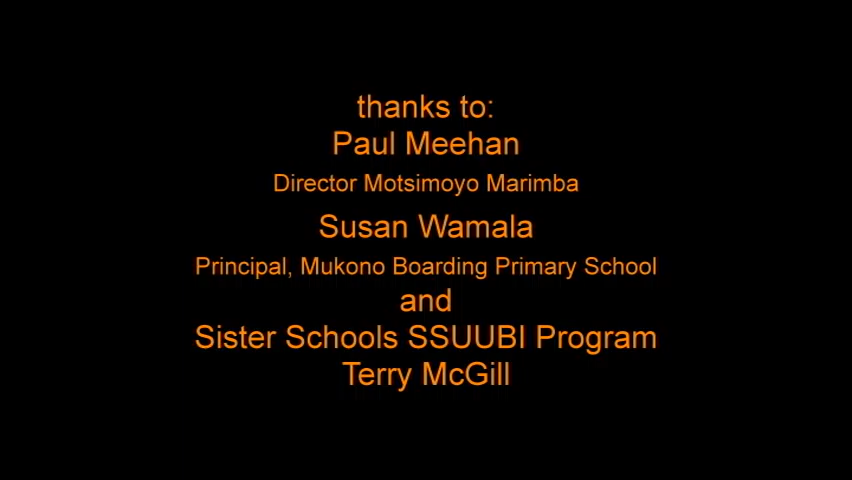 thanks to:
Paul Meehan
Director Motsimoyo Marimba
Susan Wamala
Principal, Mukono Boarding Primary School
and
Sister Schools SSUUBI Program
Terry McGill